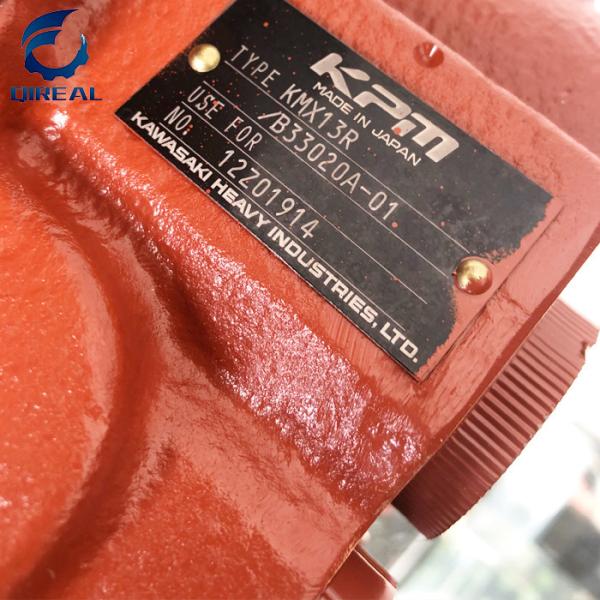 QIREAL
KPM
MADE IN JAPAN
TYPE KMX13R
/B33020A-01
USE FOR
NO. 12Z01914
KAWASAKI HEAVY INDUSTRIES, LTD.